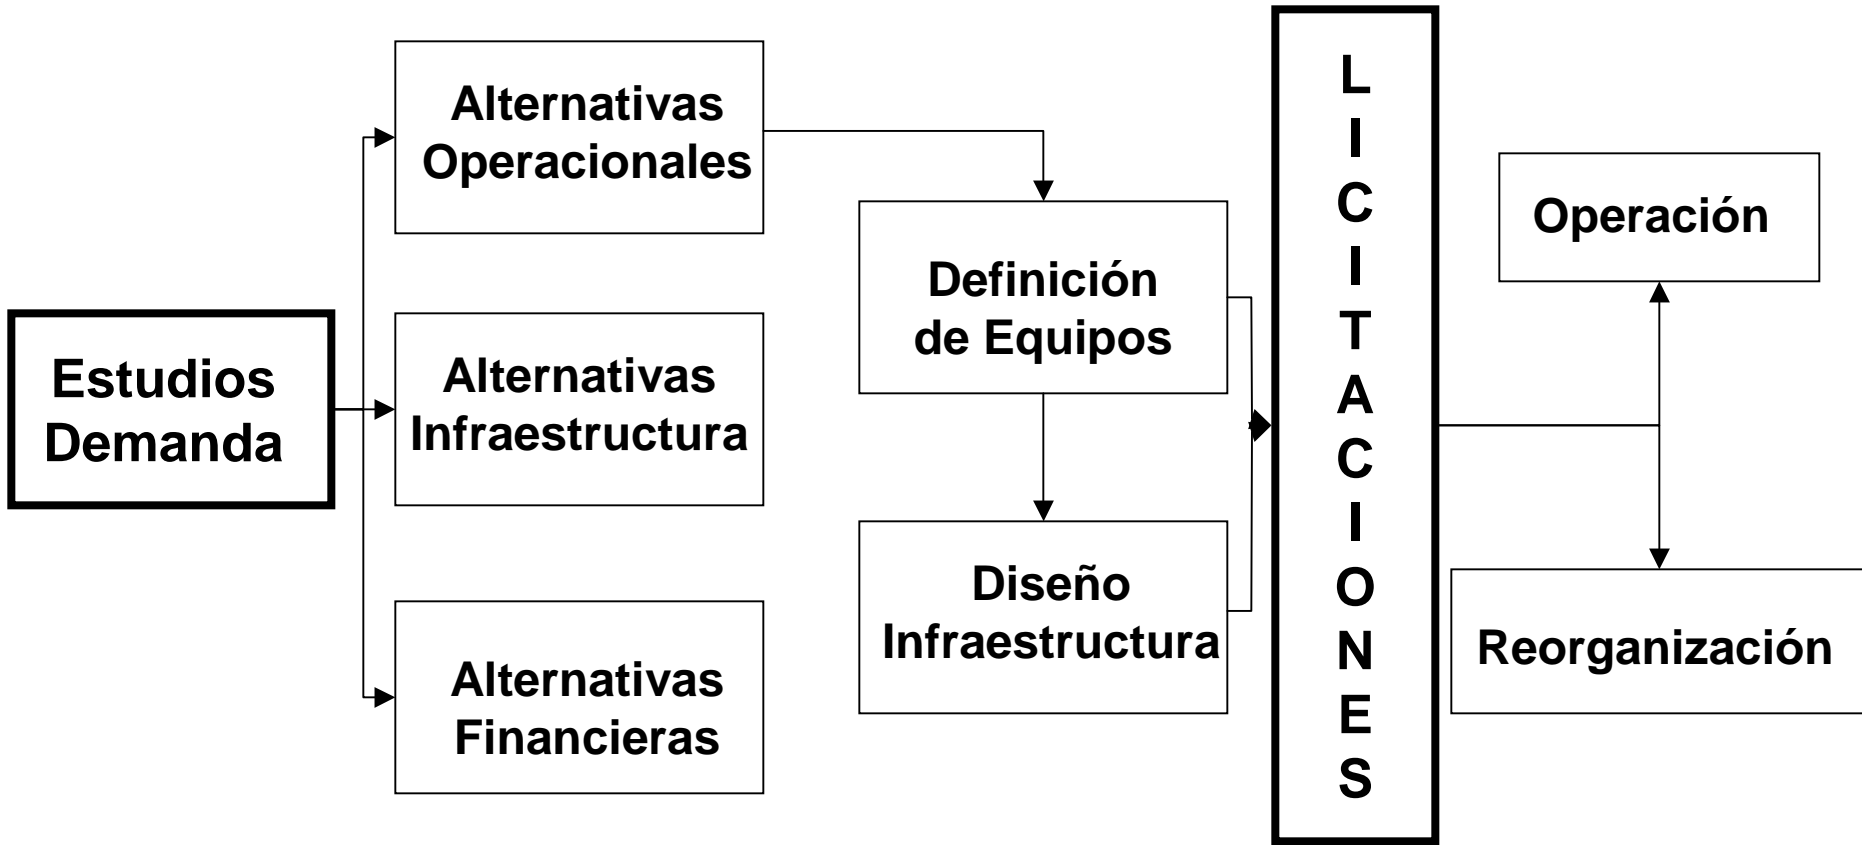 Estudios
Demanda
Alternativas
Operacionales
Alternativas
Infraestructura
Alternativas
Financieras
Definición
de Equipos
Diseño
Infraestructura
L
I
C
I
T
A
C
I
O
N
E
S
Operación
Reorganización